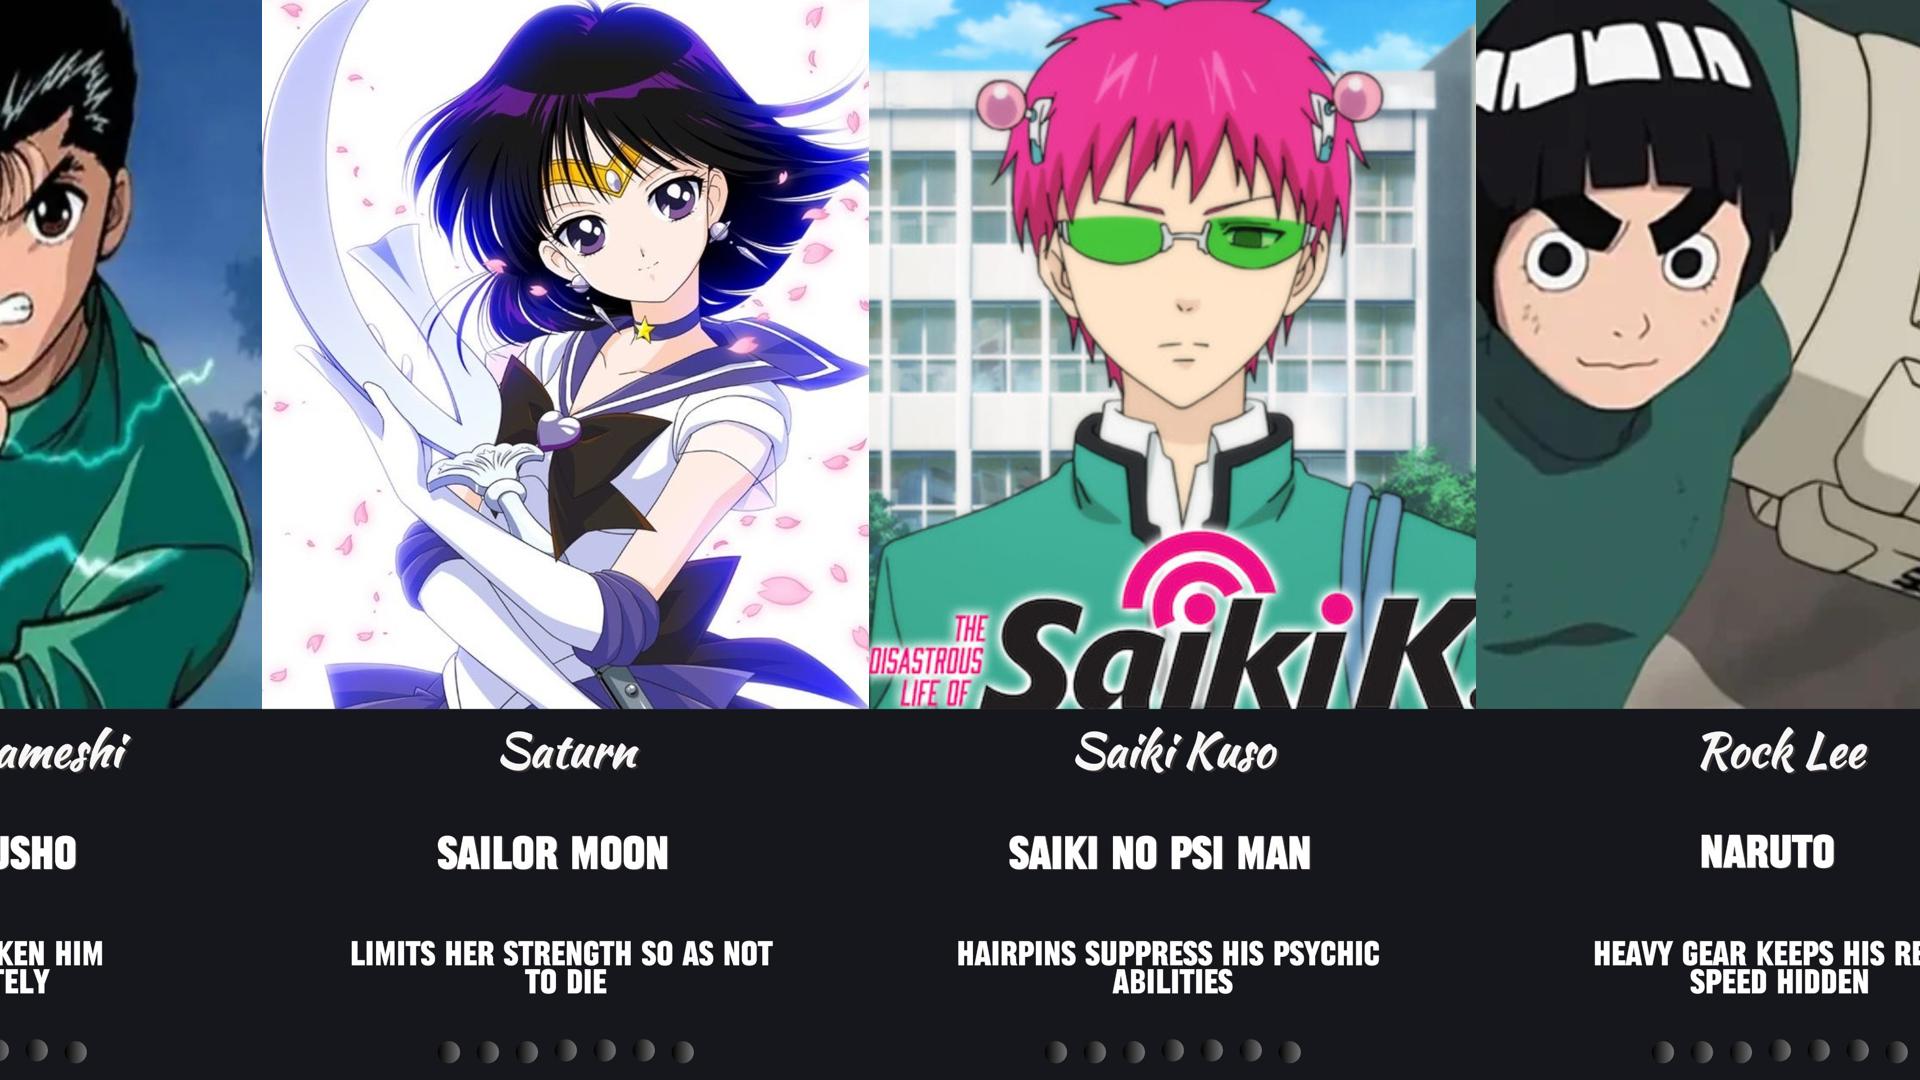 ameshi
USHO
KEN HIM
TELY
Saturn
SAILOR MOON
LIMITS HER STRENGTH SO AS NOT
TO DIE
THE
DISASTROUS
LIFE OF
Saiki K.
Saiki Kuso
SAIKI NO PSI MAN
HAIRPINS SUPPRESS HIS PSYCHIC
ABILITIES
Rock Lee
NARUTO
HEAVY GEAR KEEPS HIS RE
SPEED HIDDEN